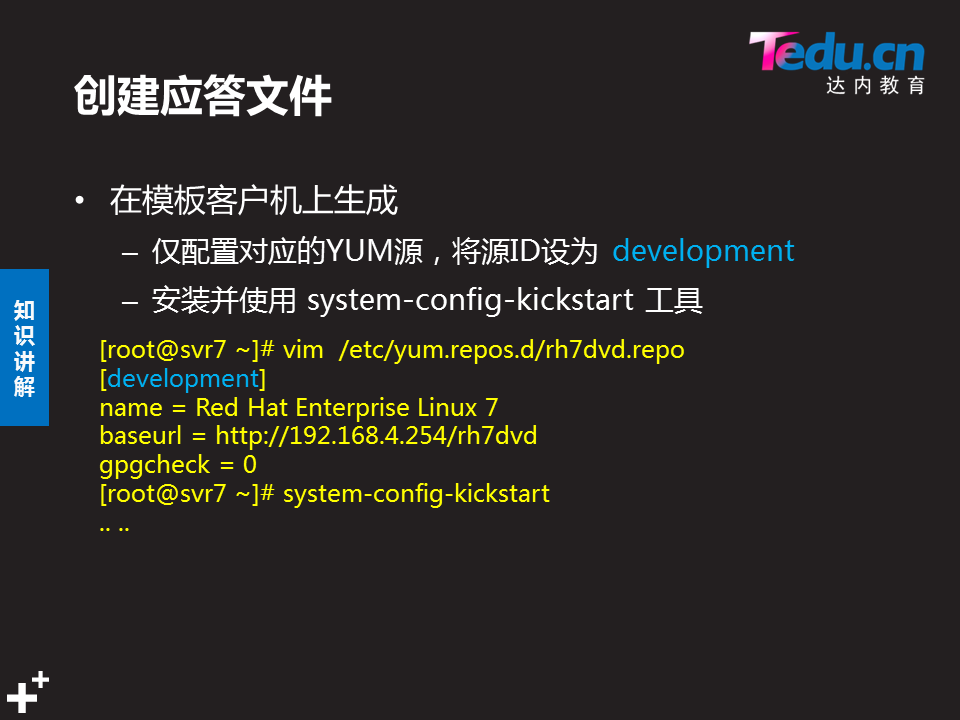 Tedu.cn
达内教育
创建应答文件
• 在模板客户机上生成
– 仅配置对应的YUM源，将源ID设为 development
– 安装并使用 system-config-kickstart 工具
知识讲解
[root@svr7 ~]# vim  /etc/yum.repos.d/rh7dvd.repo
[development]
name = Red Hat Enterprise Linux 7
baseurl = http://192.168.4.254/rh7dvd
gpgcheck = 0
[root@svr7 ~]# system-config-kickstart
.. ..